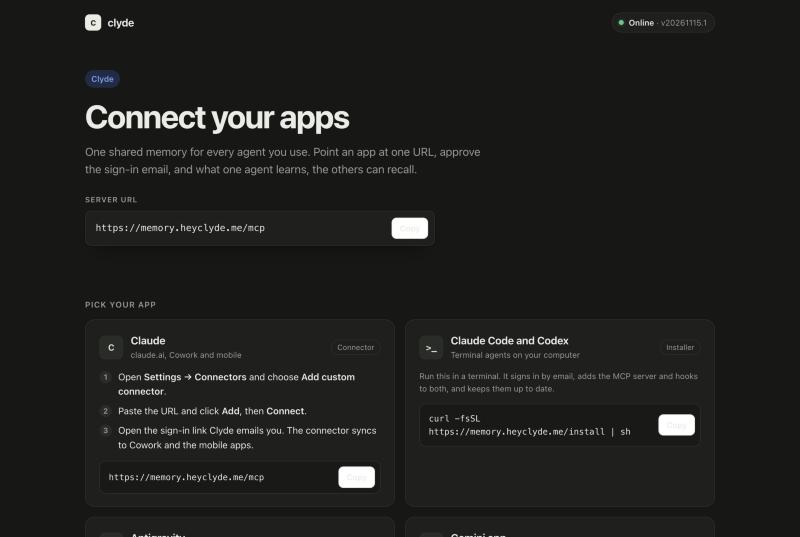 C clyde
Online · v20261115.1
Clyde
Connect your apps
One shared memory for every agent you use. Point an app at one URL, approve
the sign-in email, and what one agent learns, the others can recall.
SERVER URL
https://memory.heyclyde.me/mcp
Copy
PICK YOUR APP
C
Claude
claude.ai, Cowork and mobile
Connector
1 Open Settings → Connectors and choose Add custom
connector.
2 Paste the URL and click Add, then Connect.
3 Open the sign-in link Clyde emails you. The connector syncs
to Cowork and the mobile apps.
https://memory.heyclyde.me/mcp
Copy
>_
Claude Code and Codex
Terminal agents on your computer
Installer
Run this in a terminal. It signs in by email, adds the MCP server and hooks
to both, and keeps them up to date.
curl -fsSL
https://memory.heyclyde.me/install | sh
Copy
Antigravity
Gemini app